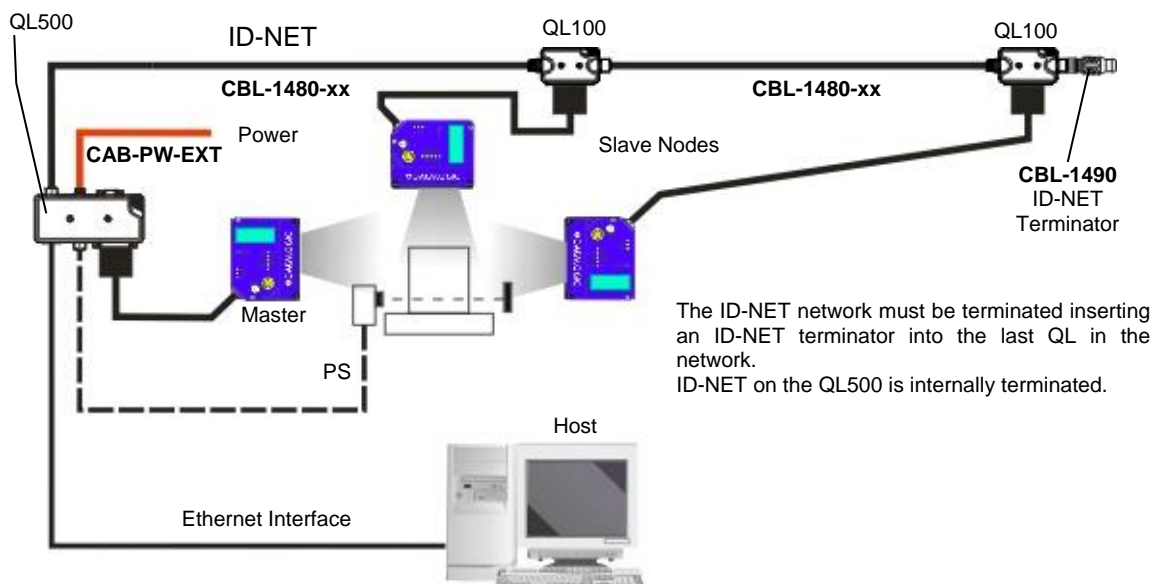 QL500
ID-NET
QL100
QL100
CBL-1480-xx
CBL-1480-xx
Power
CAB-PW-EXT
Slave Nodes
CBL-1490
ID-NET
Terminator
Master
PS
The ID-NET network must be terminated inserting
an ID-NET terminator into the last QL in the
network.
ID-NET on the QL500 is internally terminated.
Host
Ethernet Interface